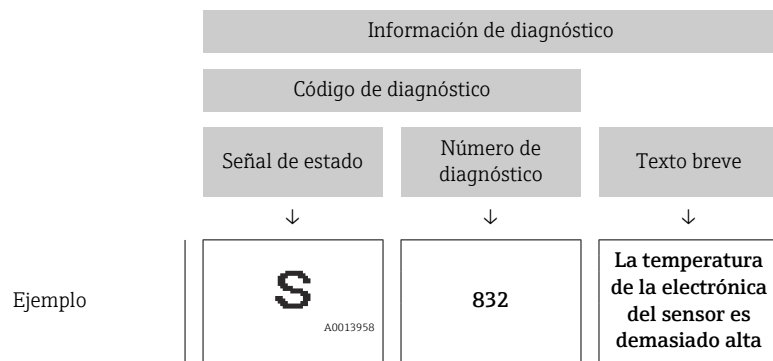 Información de diagnóstico
Código de diagnóstico
Señal de estado
Número de
diagnóstico
Texto breve
↓ ↓ ↓
Ejemplo
S
A0013958
832
La temperatura
de la electrónica
del sensor es
demasiado alta